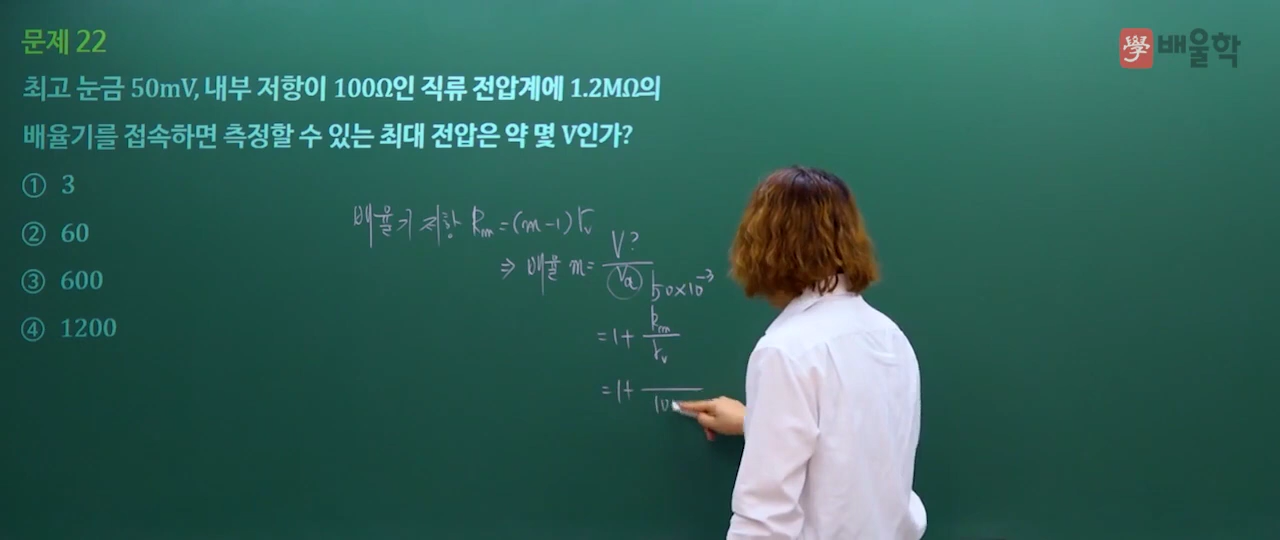 문제 22
學 배울학
최고 눈금 50mV, 내부 저항이 100Ω인 직류 전압계에 1.2MΩ의
배율기를 접속하면 측정할 수 있는 최대 전압은 약 몇 V인가?
① 3
② 60
③ 600
④ 1200
배율기 저항 Rm = (m-1)rv
⇒ 배율 m = V? / Va 50×10⁻³
= 1 + Rm / rv
= 1 + / 100